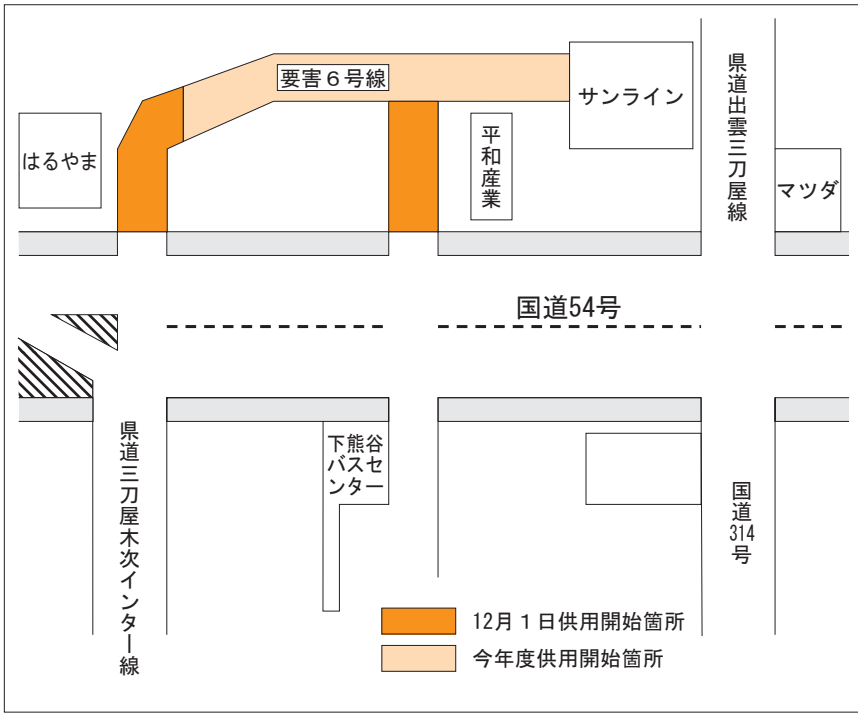 要害６号線
サンライン
県道出雲三刀屋線
はるやま
平和産業
マツダ
国道54号
県道三刀屋木次インター線
下熊谷
バスセ
ンター
国道314号
12月１日供用開始箇所
今年度供用開始箇所